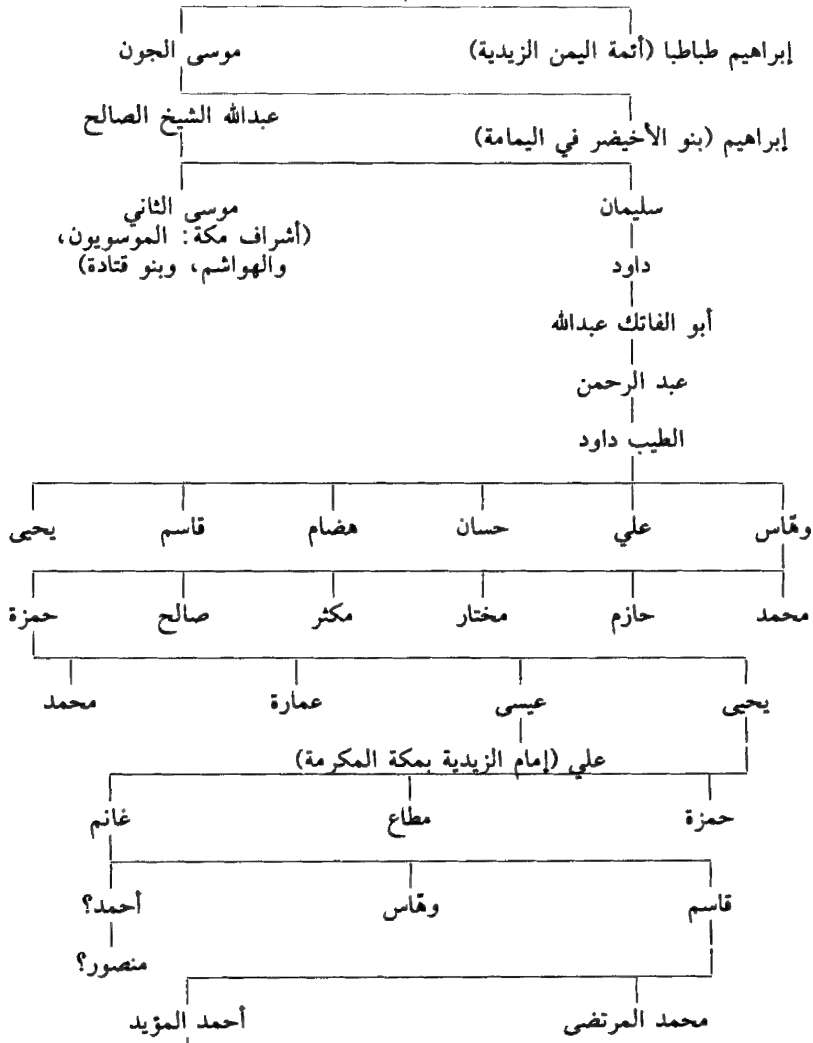 إبراهيم طباطبا (أئمة اليمن الزيدية) موسى الجون
عبدالله الشيخ الصالح
إبراهيم (بنو الأخيضر في اليمامة)
سليمان موسى الثاني
(أشراف مكة: الموسويون،
والهواشم، وبنو قتادة)
داود
أبو الفاتك عبدالله
عبد الرحمن
الطيب داود
وهّاس علي حسان هضام قاسم يحيى
محمد حازم مختار مكثر صالح حمزة
يحيى عيسى عمارة محمد
علي (إمام الزيدية بمكة المكرمة)
حمزة مطاع غانم
قاسم وهّاس أحمد؟
منصور؟
محمد المرتضى أحمد المؤيد